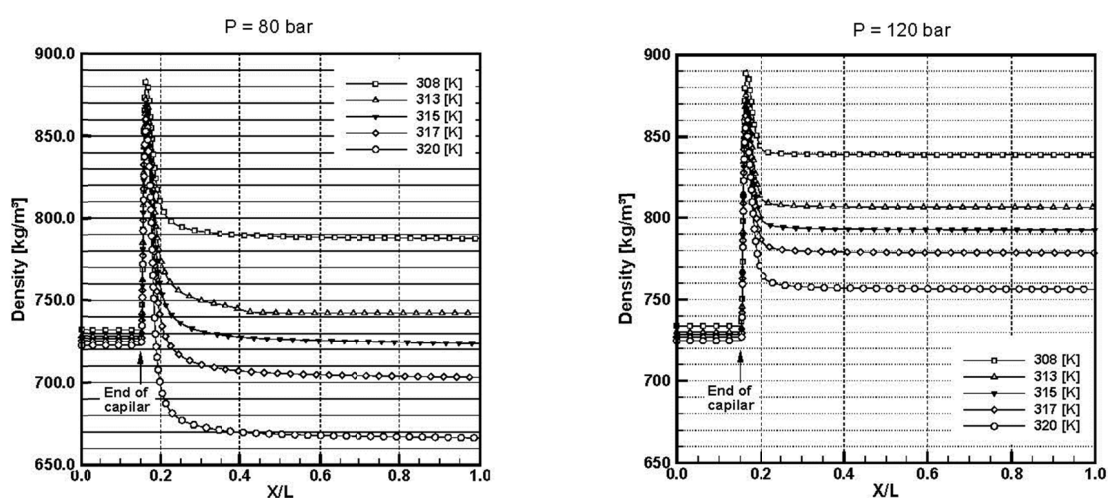 P = 80 bar
900.0
850.0
800.0
750.0
700.0
650.0
Density [kg/m³]
308 [K]
313 [K]
315 [K]
317 [K]
320 [K]
End of
capilar
0.0 0.2 0.4 0.6 0.8 1.0
X/L
P = 120 bar
900
850
800
750
700
650
Density [kg/m³]
End of
capilar
308 [K]
313 [K]
315 [K]
317 [K]
320 [K]
0.0 0.2 0.4 0.6 0.8 1.0
X/L